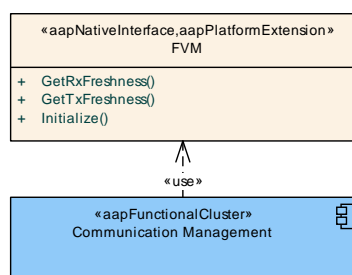 «aapNativeInterface,aapPlatformExtension»
FVM
+ GetRxFreshness()
+ GetTxFreshness()
+ Initialize()
«use»
«aapFunctionalCluster»
Communication Management